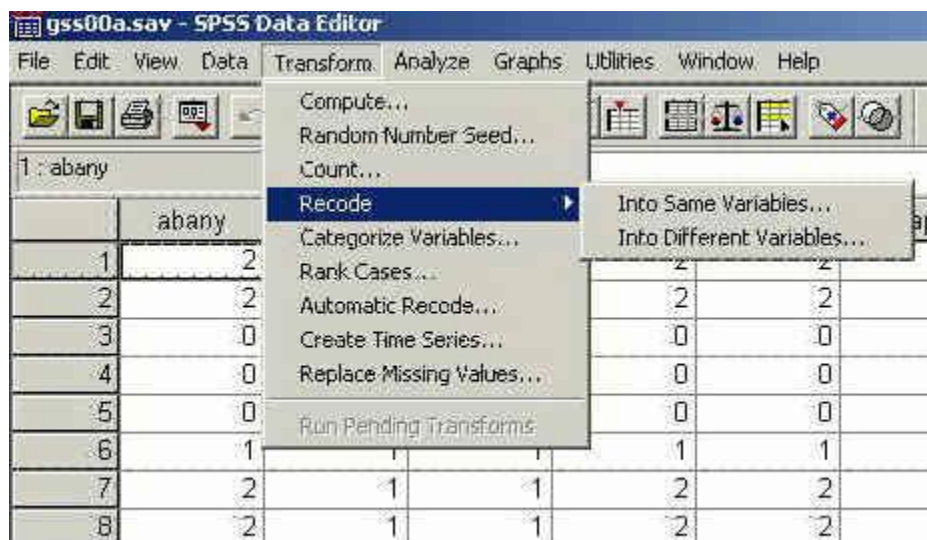 gss00a.sav - SPSS Data Editor
File Edit View Data Transform Analyze Graphs Utilities Window Help
1 : abany
Compute...
Random Number Seed...
Count...
Recode
Categorize Variables...
Rank Cases...
Automatic Recode...
Create Time Series...
Replace Missing Values...
Run Pending Transforms
Into Same Variables...
Into Different Variables...
abany
1 2 2 2
2 2 2 2
3 0 0 0
4 0 0 0
5 0 0 0
6 1 1 1 1 1
7 2 1 1 2 2
8 2 1 1 2 2